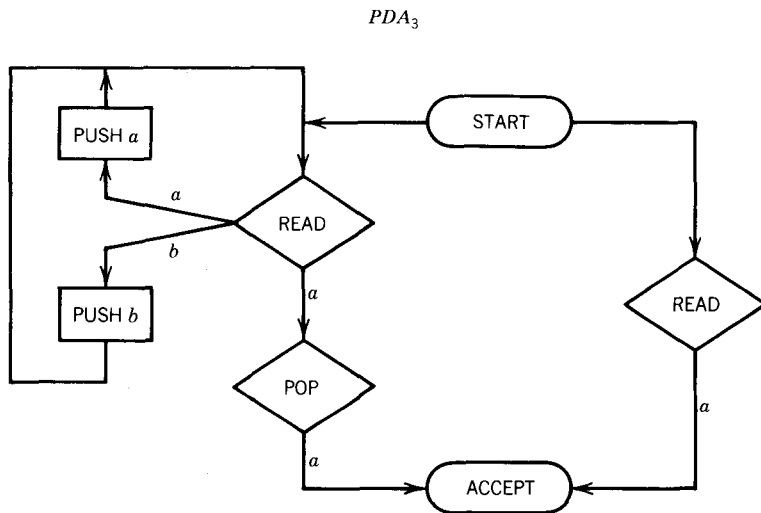 PDA₃
PUSH a
START
a
READ
b
PUSH b
a
READ
POP
a
a
ACCEPT